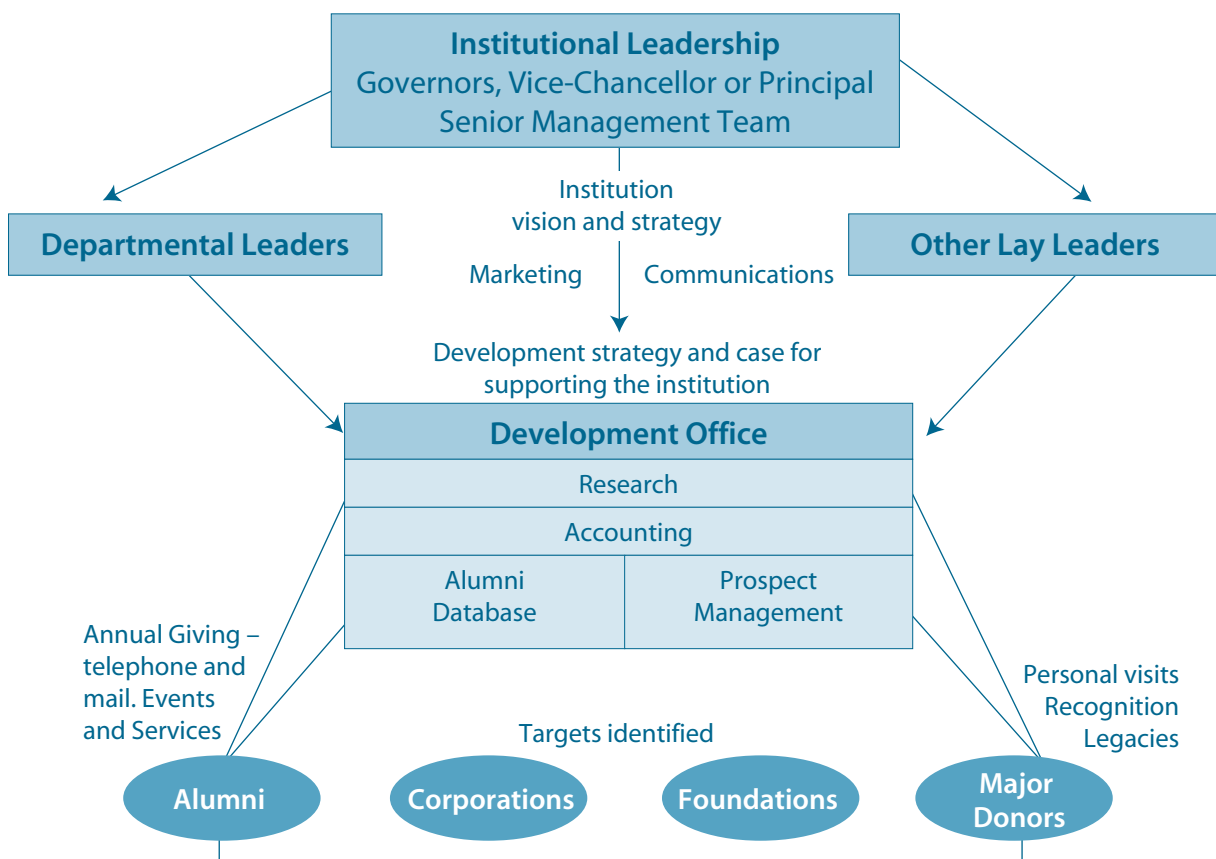 Institutional Leadership
Governors, Vice-Chancellor or Principal
Senior Management Team
Institution
vision and strategy
Departmental Leaders
Other Lay Leaders
Marketing
Communications
Development strategy and case for
supporting the institution
Development Office
Research
Accounting
Alumni
Database
Prospect
Management
Annual Giving –
telephone and
mail. Events
and Services
Personal visits
Recognition
Legacies
Targets identified
Alumni
Corporations
Foundations
Major
Donors